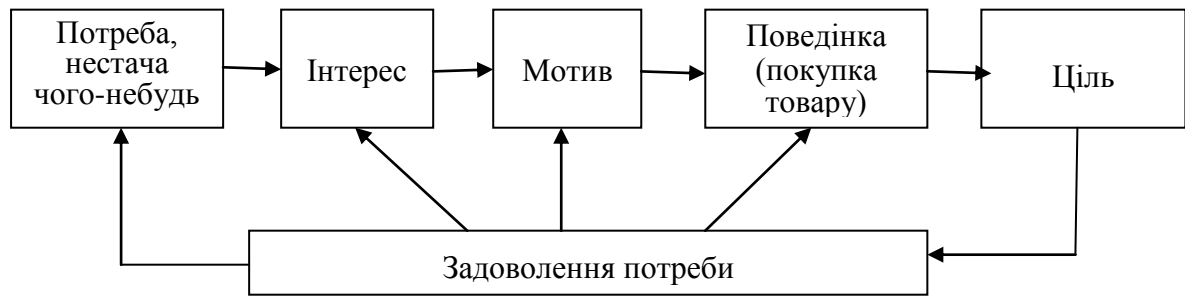 Потреба,
нестача
чого-небудь
Інтерес
Мотив
Поведінка
(покупка
товару)
Ціль
Задоволення потреби